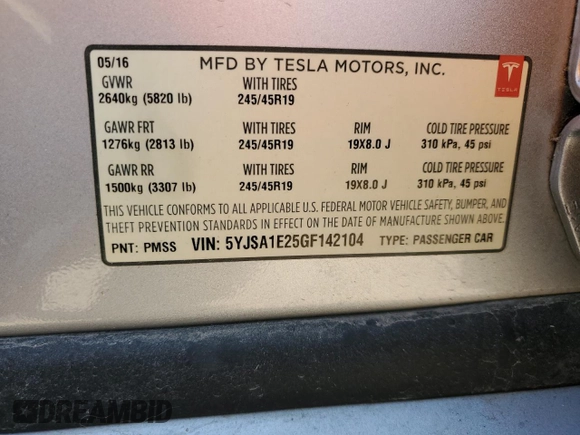 05/16 MFD BY TESLA MOTORS, INC.
GVWR WITH TIRES
2640kg (5820 lb) 245/45R19
TESLA
GAWR FRT WITH TIRES RIM COLD TIRE PRESSURE
1276kg (2813 lb) 245/45R19 19X8.0 J 310 kPa, 45 psi
GAWR RR WITH TIRES RIM COLD TIRE PRESSURE
1500kg (3307 lb) 245/45R19 19X8.0 J 310 kPa, 45 psi
THIS VEHICLE CONFORMS TO ALL APPLICABLE U.S. FEDERAL MOTOR VEHICLE SAFETY, BUMPER, AND
THEFT PREVENTION STANDARDS IN EFFECT ON THE DATE OF MANUFACTURE SHOWN ABOVE.
PNT: PMSS VIN: 5YJSA1E25GF142104 TYPE: PASSENGER CAR
DREAMBID